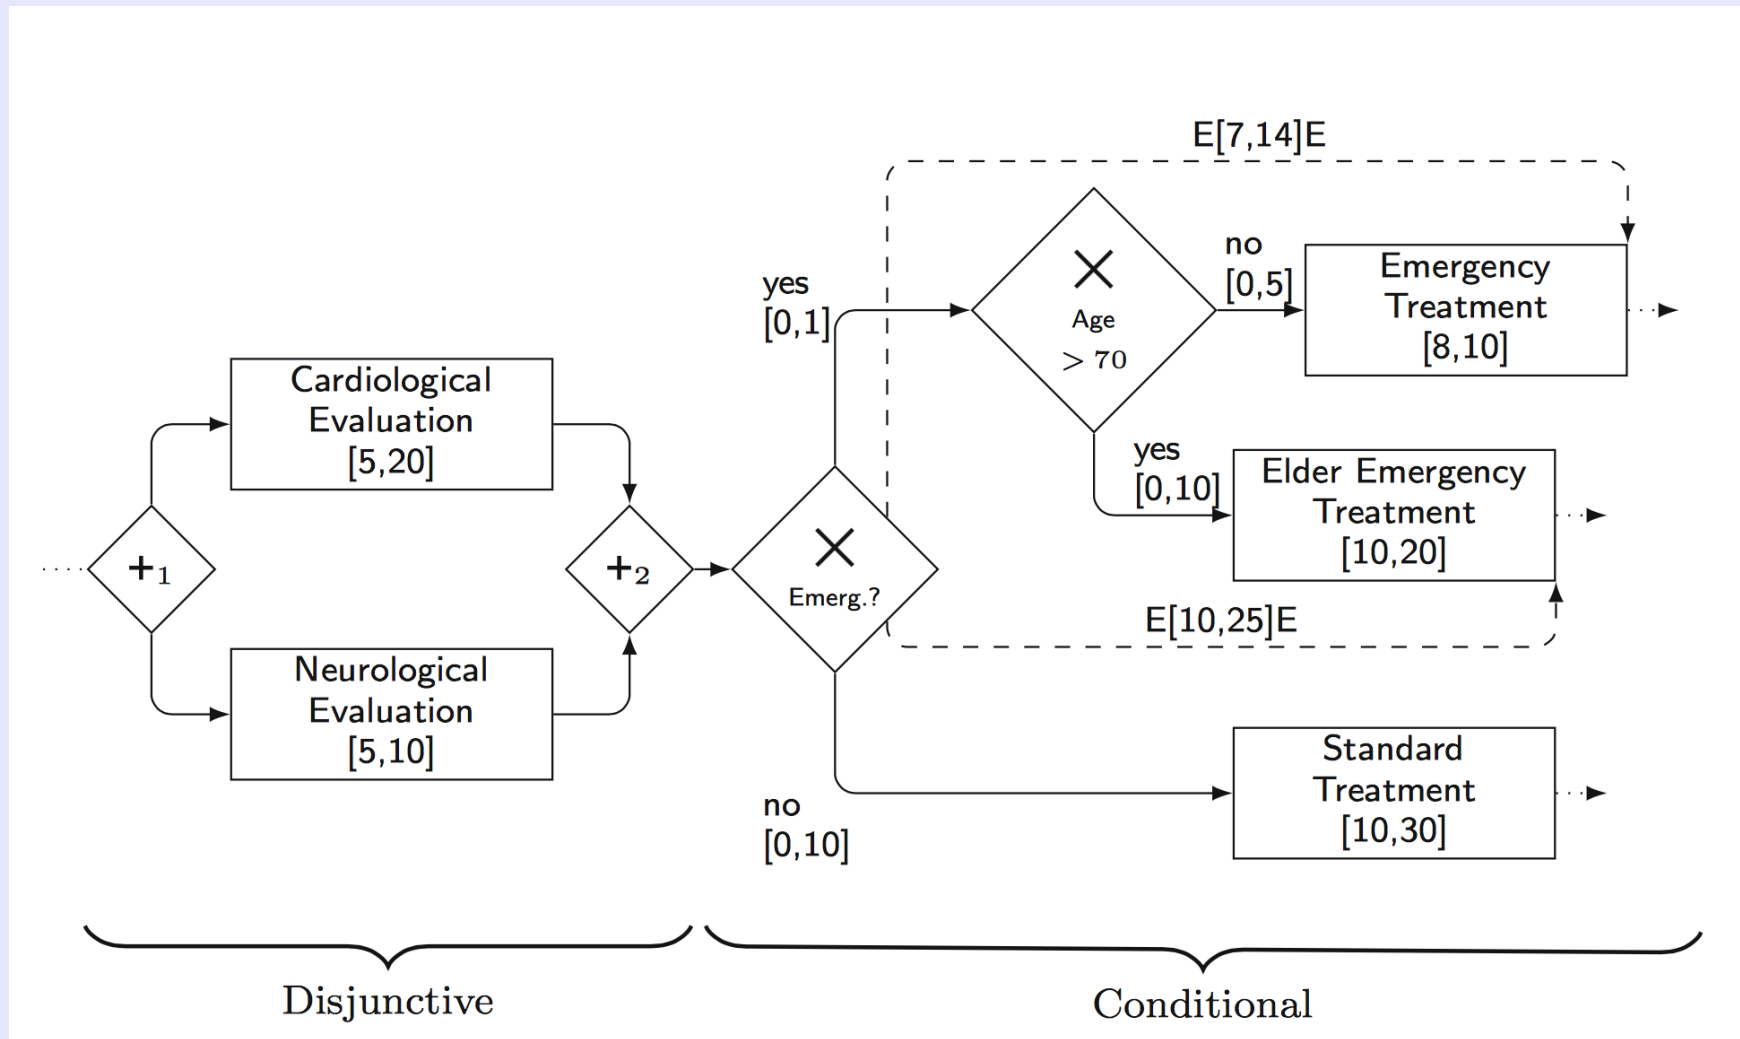 E[7,14]E
no
[0,5]
Emergency
Treatment
[8,10]
yes
[0,1]
×
Age
> 70
Cardiological
Evaluation
[5,20]
yes
[0,10]
Elder Emergency
Treatment
[10,20]
+1
+2
×
Emerg.?
E[10,25]E
Neurological
Evaluation
[5,10]
Standard
Treatment
[10,30]
no
[0,10]
Disjunctive
Conditional